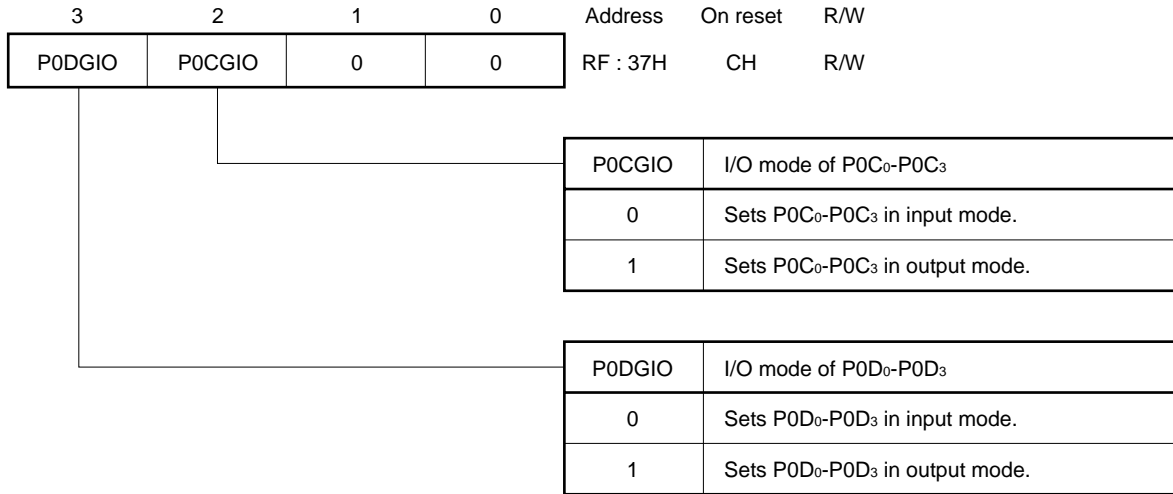 3 2 1 0 Address On reset R/W
P0DGIO P0CGIO 0 0 RF : 37H CH R/W
P0CGIO I/O mode of P0C₀-P0C₃
0 Sets P0C₀-P0C₃ in input mode.
1 Sets P0C₀-P0C₃ in output mode.
P0DGIO I/O mode of P0D₀-P0D₃
0 Sets P0D₀-P0D₃ in input mode.
1 Sets P0D₀-P0D₃ in output mode.